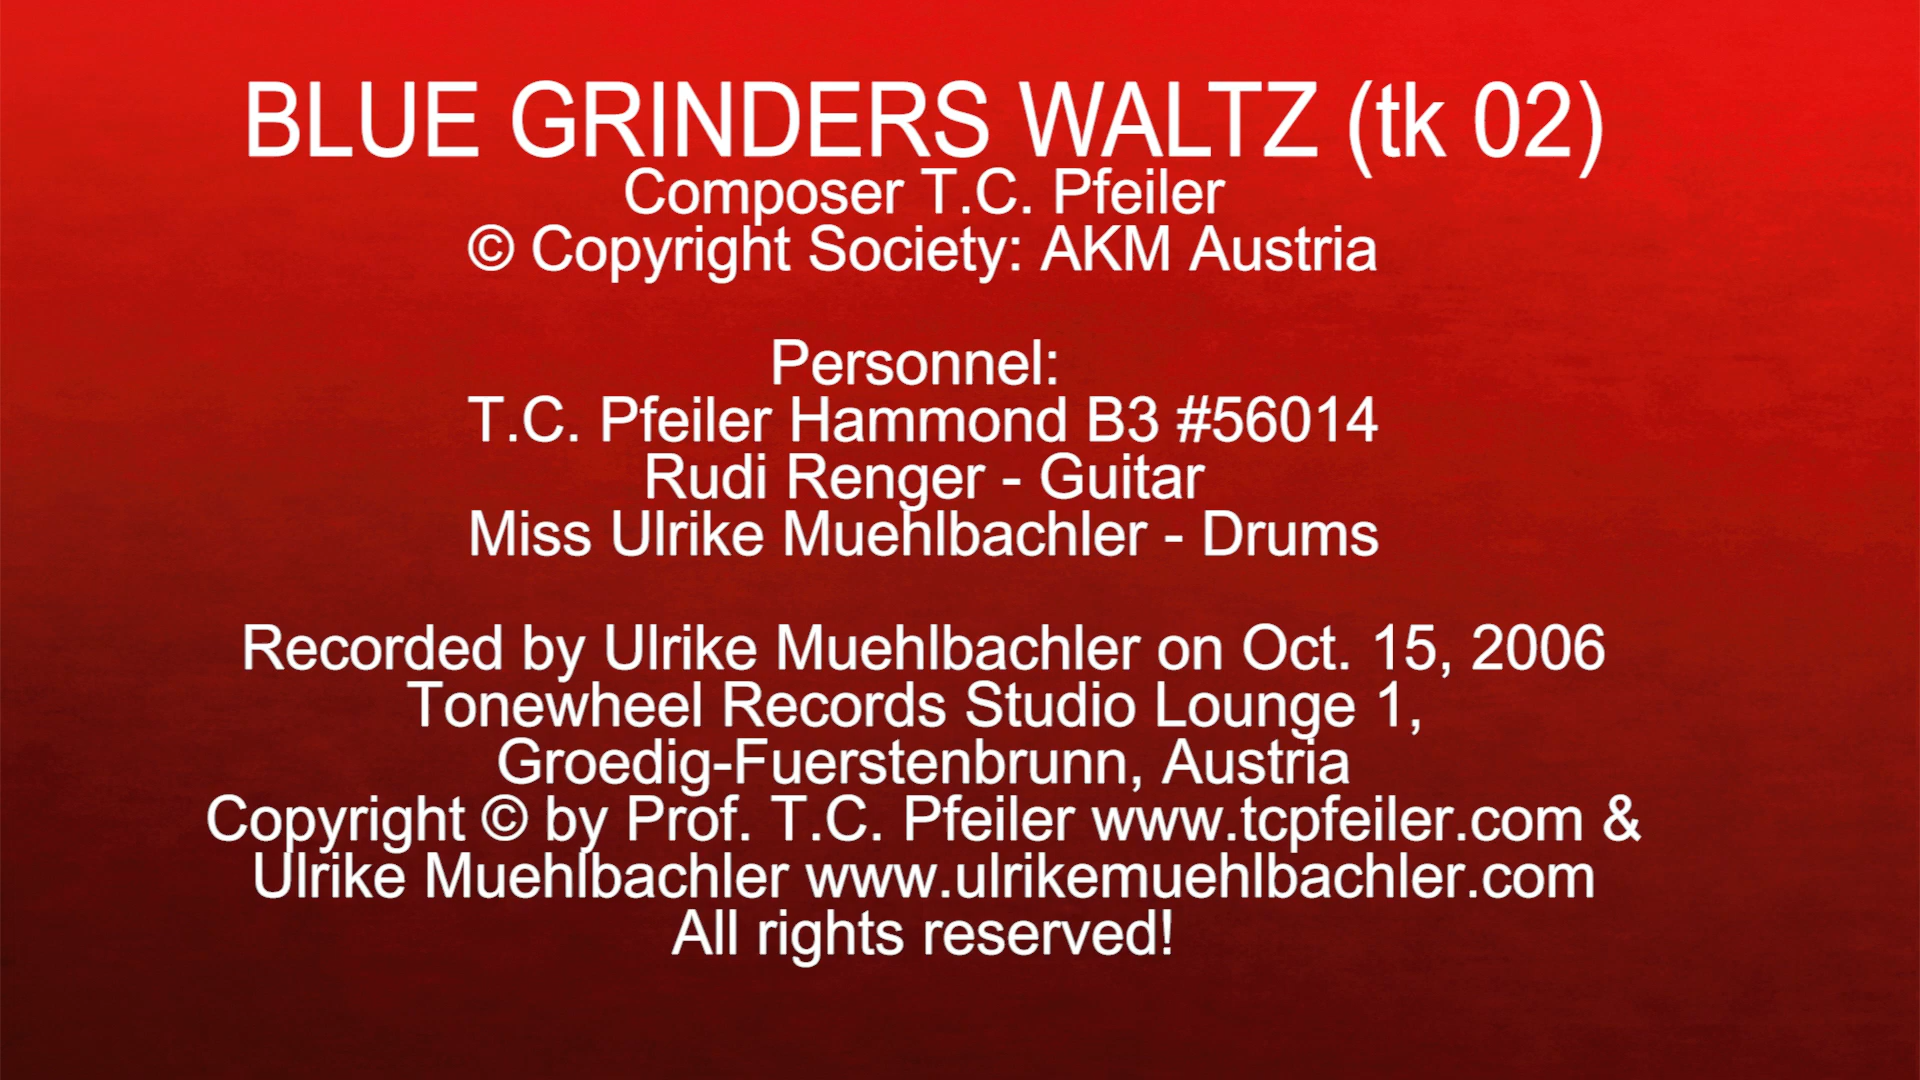 BLUE GRINDERS WALTZ (tk 02)
Composer T.C. Pfeiler
© Copyright Society: AKM Austria
Personnel:
T.C. Pfeiler Hammond B3 #56014
Rudi Renger - Guitar
Miss Ulrike Muehlbachler - Drums
Recorded by Ulrike Muehlbachler on Oct. 15, 2006
Tonewheel Records Studio Lounge 1,
Groedig-Fuerstenbrunn, Austria
Copyright © by Prof. T.C. Pfeiler www.tcpfeiler.com &
Ulrike Muehlbachler www.ulrikemuehlbachler.com
All rights reserved!